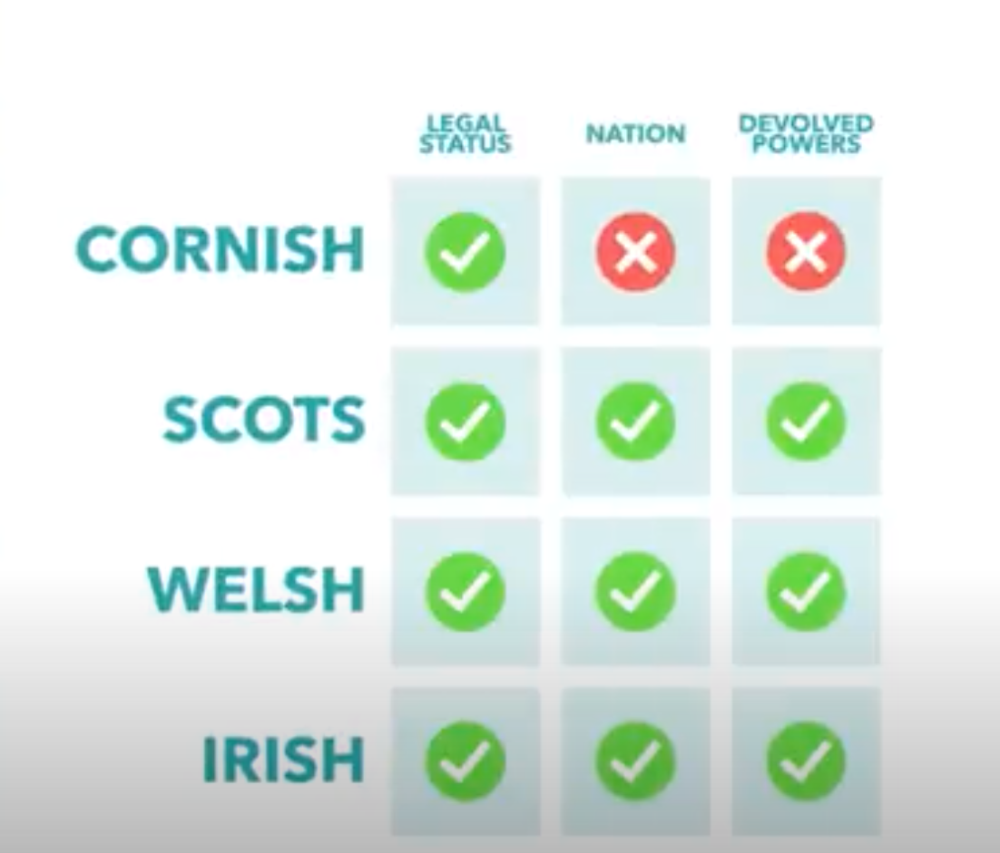 LEGAL
STATUS
NATION
DEVOLVED
POWERS
CORNISH
SCOTS
WELSH
IRISH